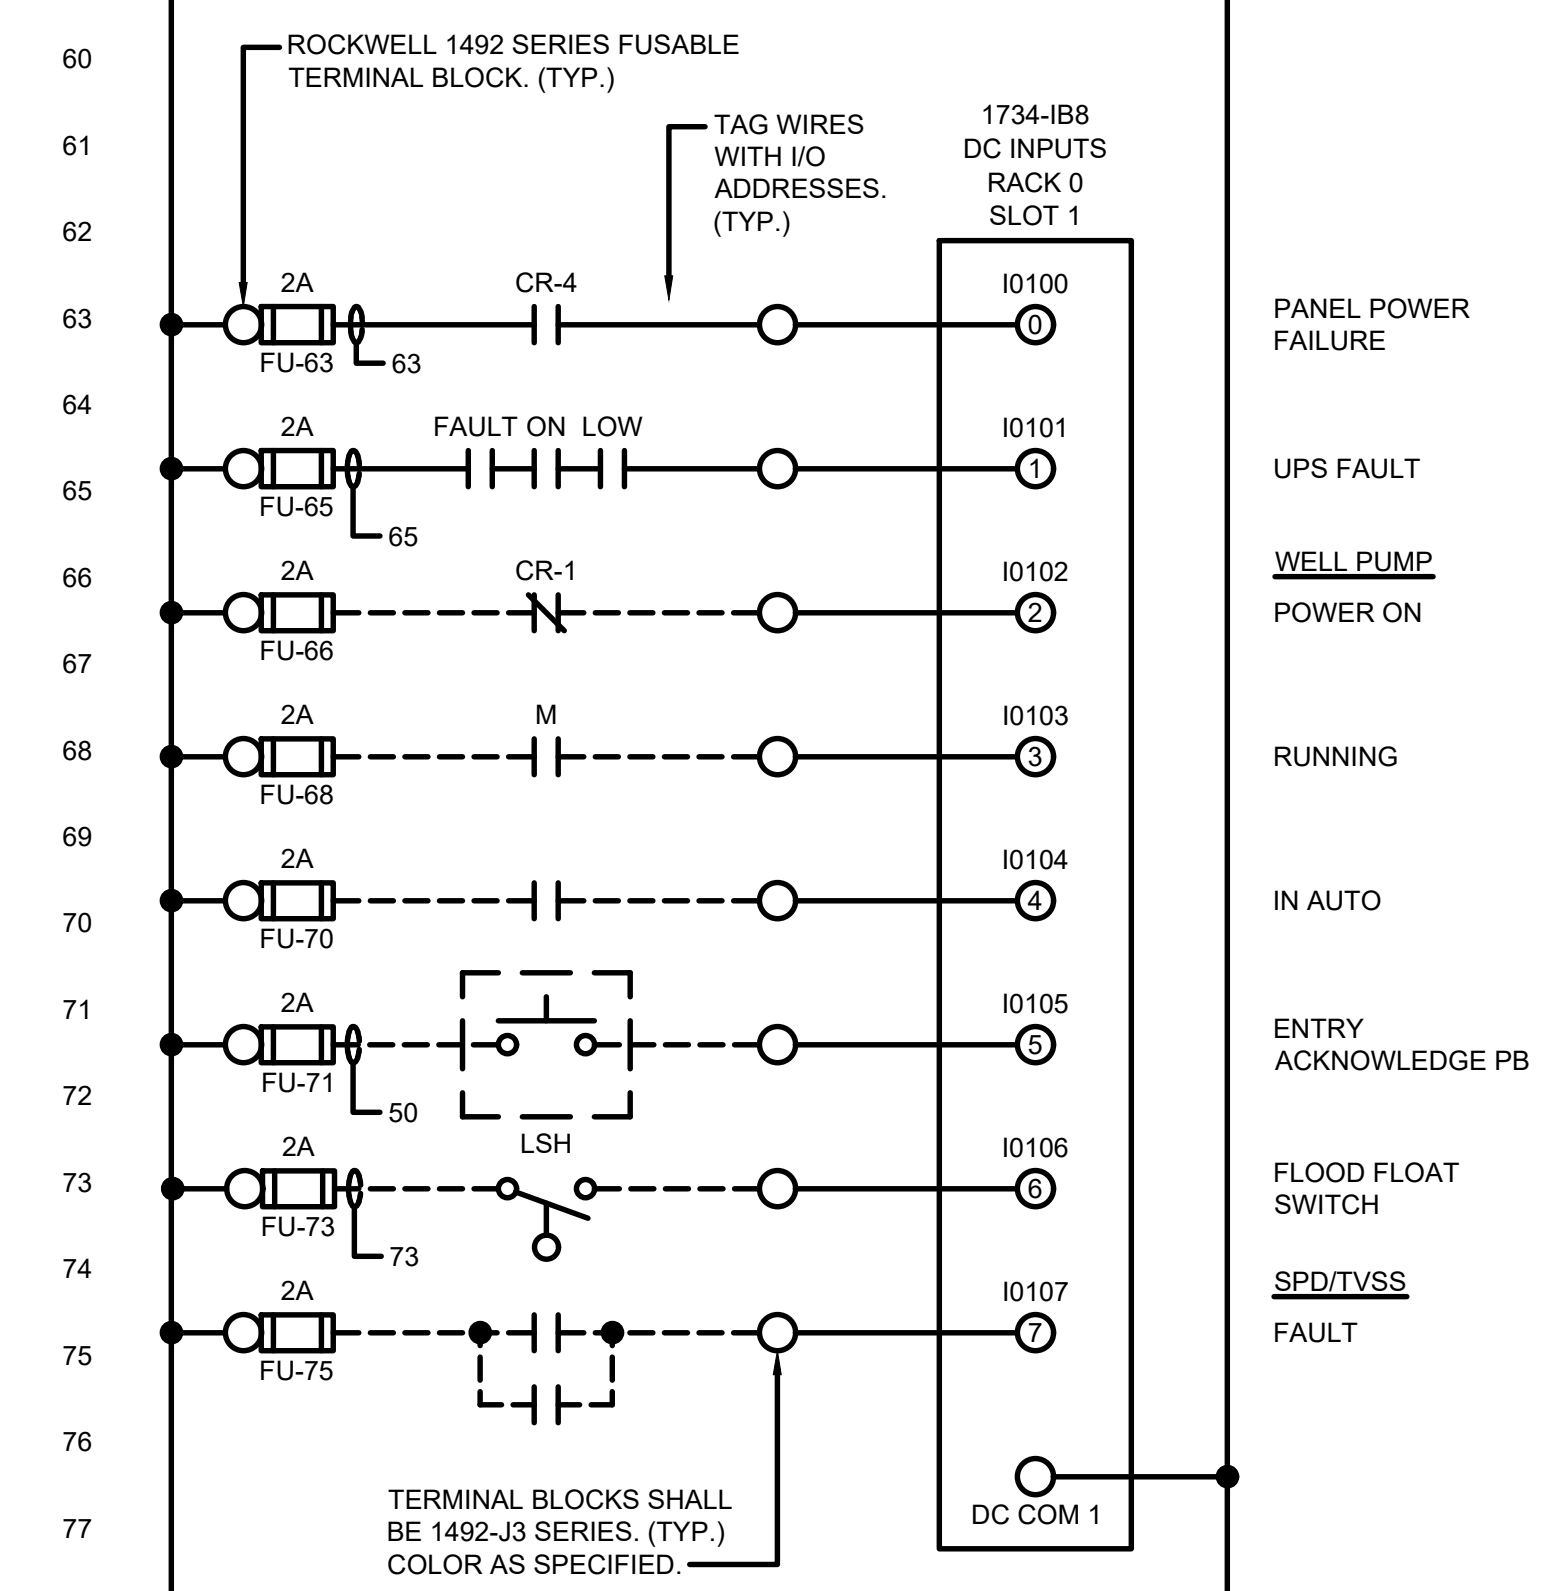 60
ROCKWELL 1492 SERIES FUSABLE
TERMINAL BLOCK. (TYP.)
61
TAG WIRES
WITH I/O
ADDRESSES.
(TYP.)
1734-IB8
DC INPUTS
RACK 0
SLOT 1
62
63
2A
FU-63
63
CR-4
I0100
0
PANEL POWER
FAILURE
64
2A
FU-65
65
FAULT ON LOW
I0101
1
UPS FAULT
65
66
2A
FU-66
CR-1
I0102
2
WELL PUMP
POWER ON
67
68
2A
FU-68
M
I0103
3
RUNNING
69
2A
FU-70
I0104
4
IN AUTO
70
71
2A
FU-71
50
I0105
5
ENTRY
ACKNOWLEDGE PB
72
73
2A
FU-73
73
LSH
I0106
6
FLOOD FLOAT
SWITCH
74
2A
FU-75
I0107
7
SPD/TVSS
FAULT
75
76
TERMINAL BLOCKS SHALL
BE 1492-J3 SERIES. (TYP.)
COLOR AS SPECIFIED.
DC COM 1
77